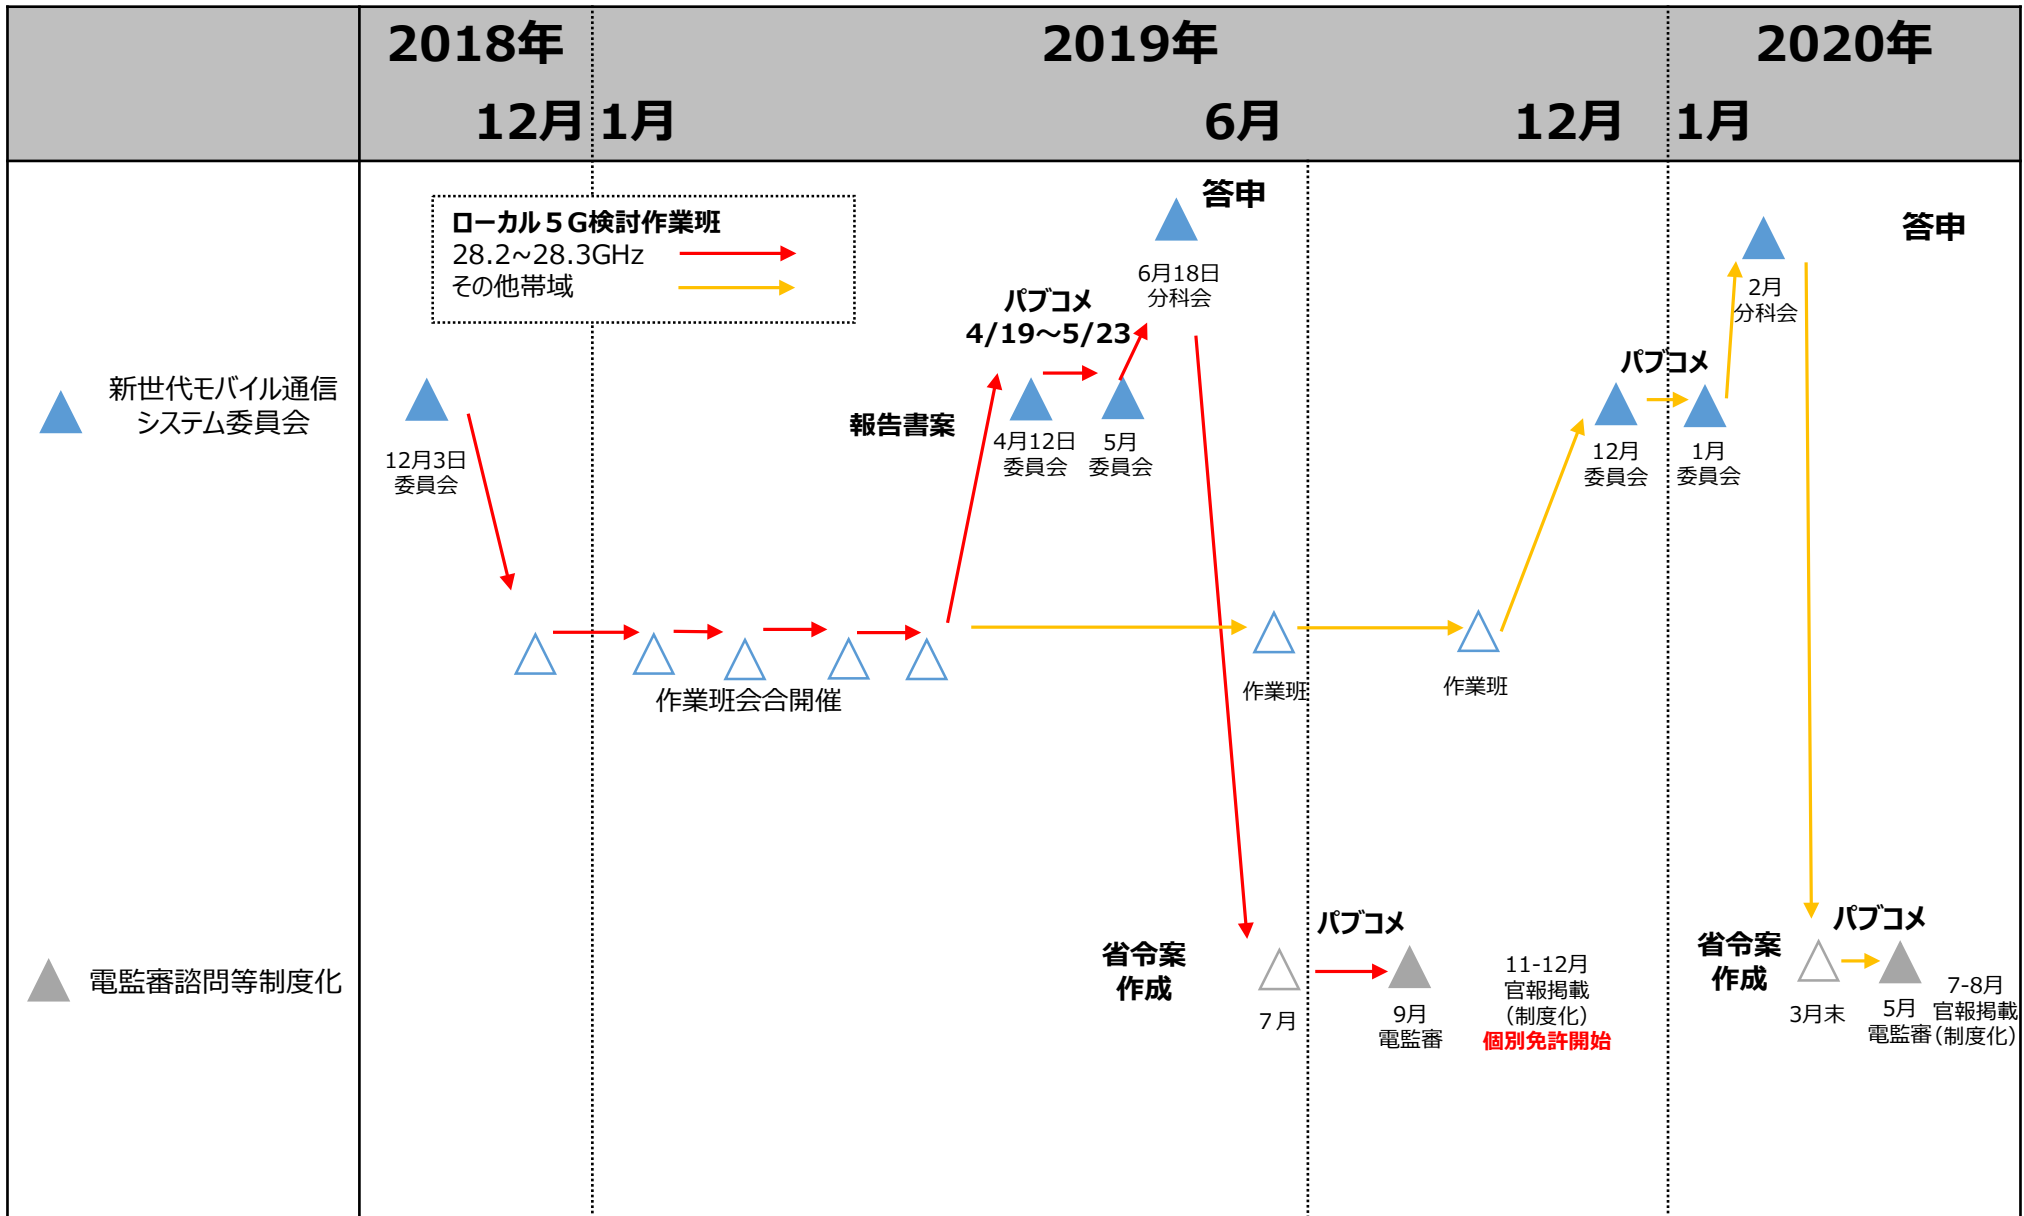 2018年
2019年
2020年
12月
1月
6月
12月
1月
ローカル５G検討作業班
28.2~28.3GHz
その他帯域
新世代モバイル通信
システム委員会
12月3日
委員会
報告書案
パブコメ
4/19～5/23
4月12日
委員会
5月
委員会
答申
6月18日
分科会
作業班会合開催
作業班
作業班
パブコメ
12月
委員会
1月
委員会
答申
2月
分科会
電監審諮問等制度化
省令案
作成
７月
パブコメ
9月
電監審
11-12月
官報掲載
（制度化）
個別免許開始
省令案
作成
3月末
パブコメ
5月
電監審
7-8月
官報掲載
（制度化）